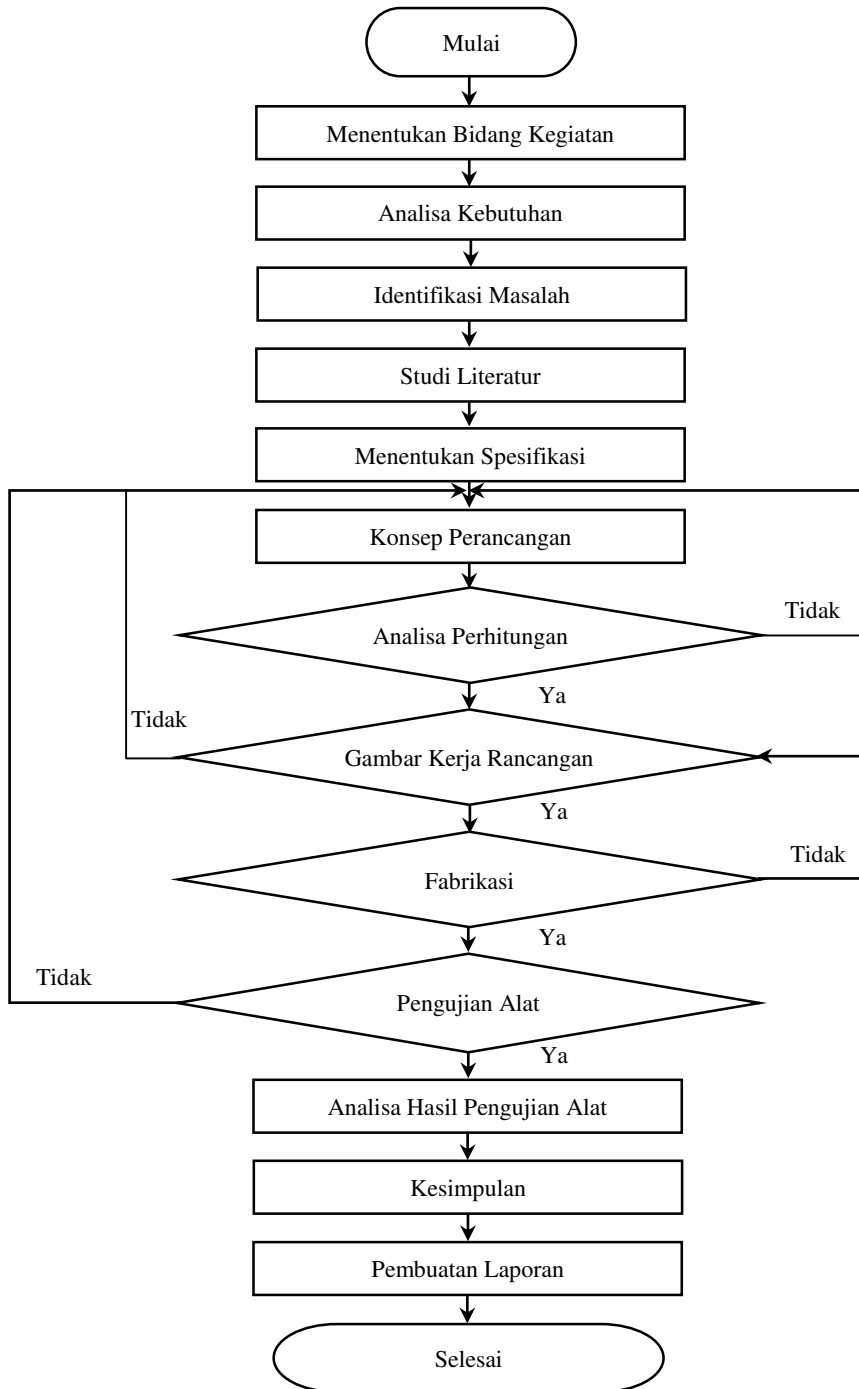 Mulai
Menentukan Bidang Kegiatan
Analisa Kebutuhan
Identifikasi Masalah
Studi Literatur
Menentukan Spesifikasi
Konsep Perancangan
Analisa Perhitungan
Tidak
Ya
Tidak
Gambar Kerja Rancangan
Ya
Fabrikasi
Tidak
Ya
Tidak
Pengujian Alat
Ya
Analisa Hasil Pengujian Alat
Kesimpulan
Pembuatan Laporan
Selesai